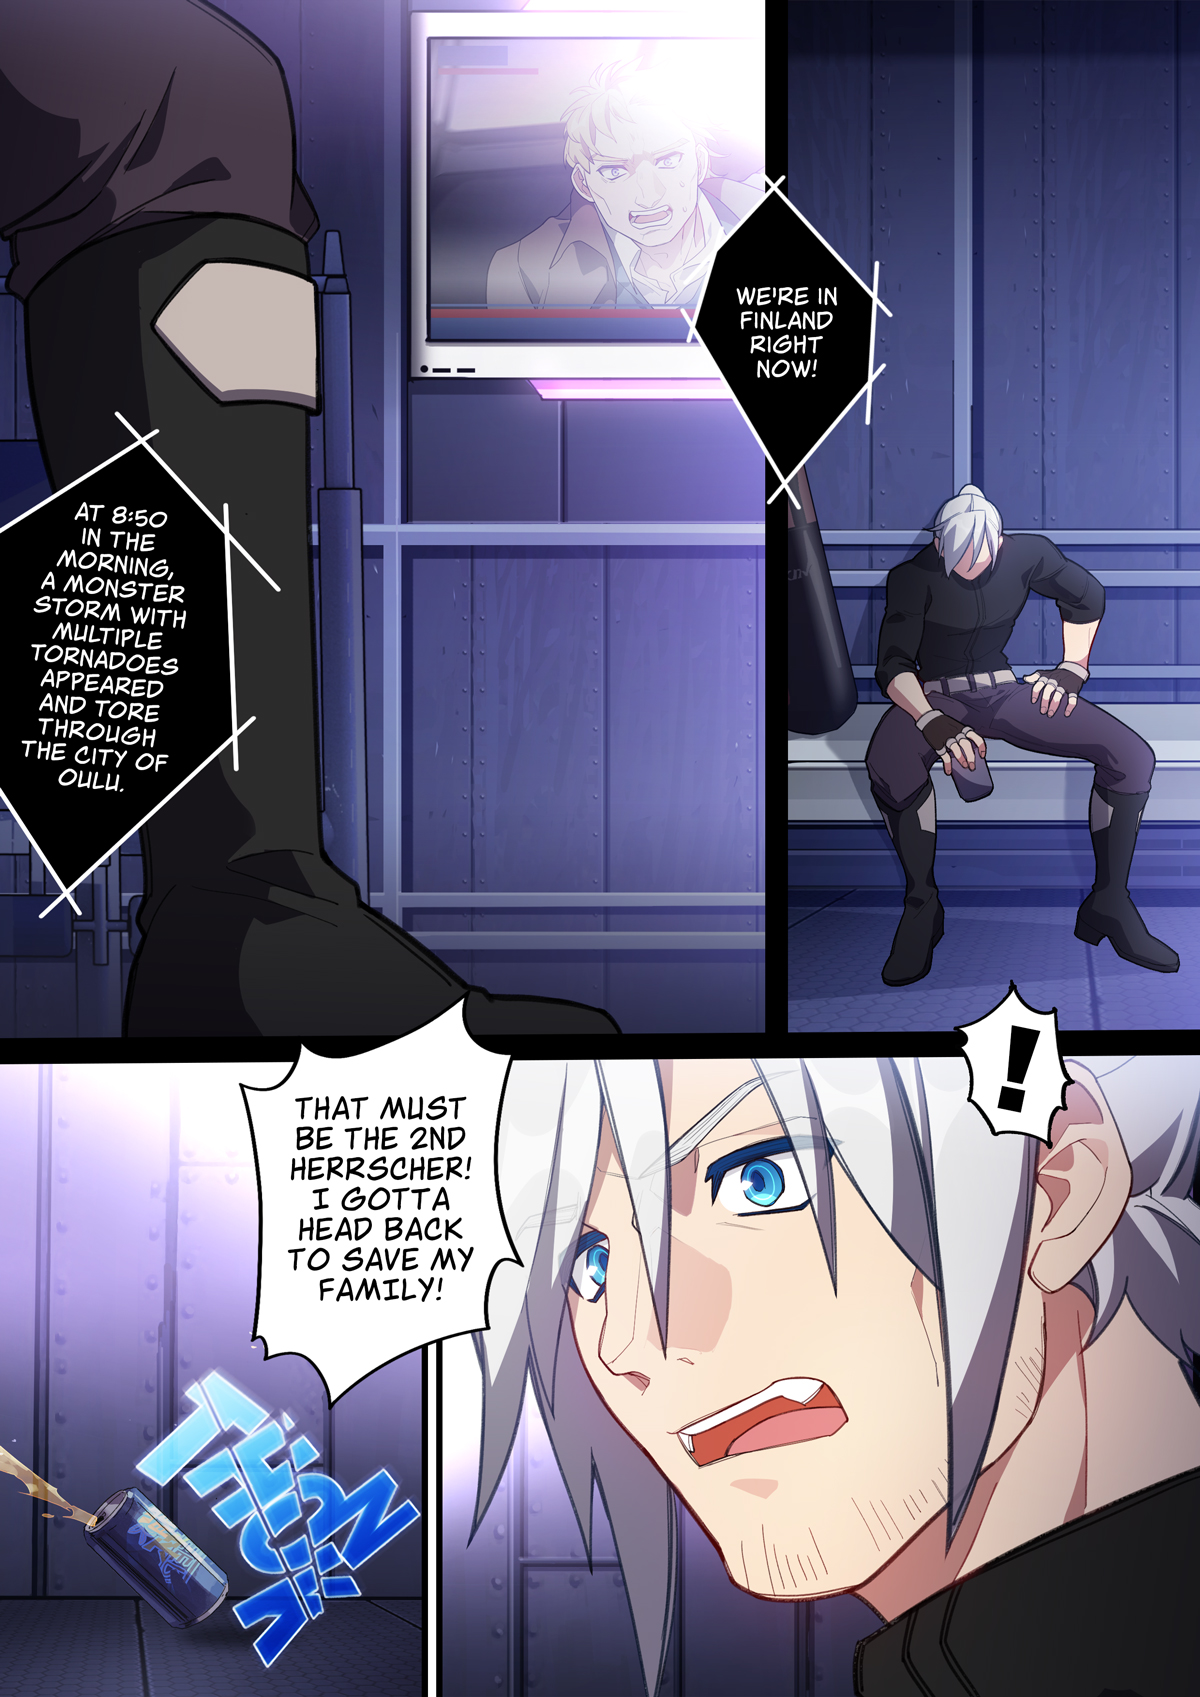 WE'RE IN
FINLAND
RIGHT
NOW!
AT 8:50
IN THE
MORNING,
A MONSTER
STORM WITH
MULTIPLE
TORNADOES
APPEARED
AND TORE
THROUGH
THE CITY OF
OULU.
!
THAT MUST
BE THE 2ND
HERRSCHER!
I GOTTA
HEAD BACK
TO SAVE MY
FAMILY!